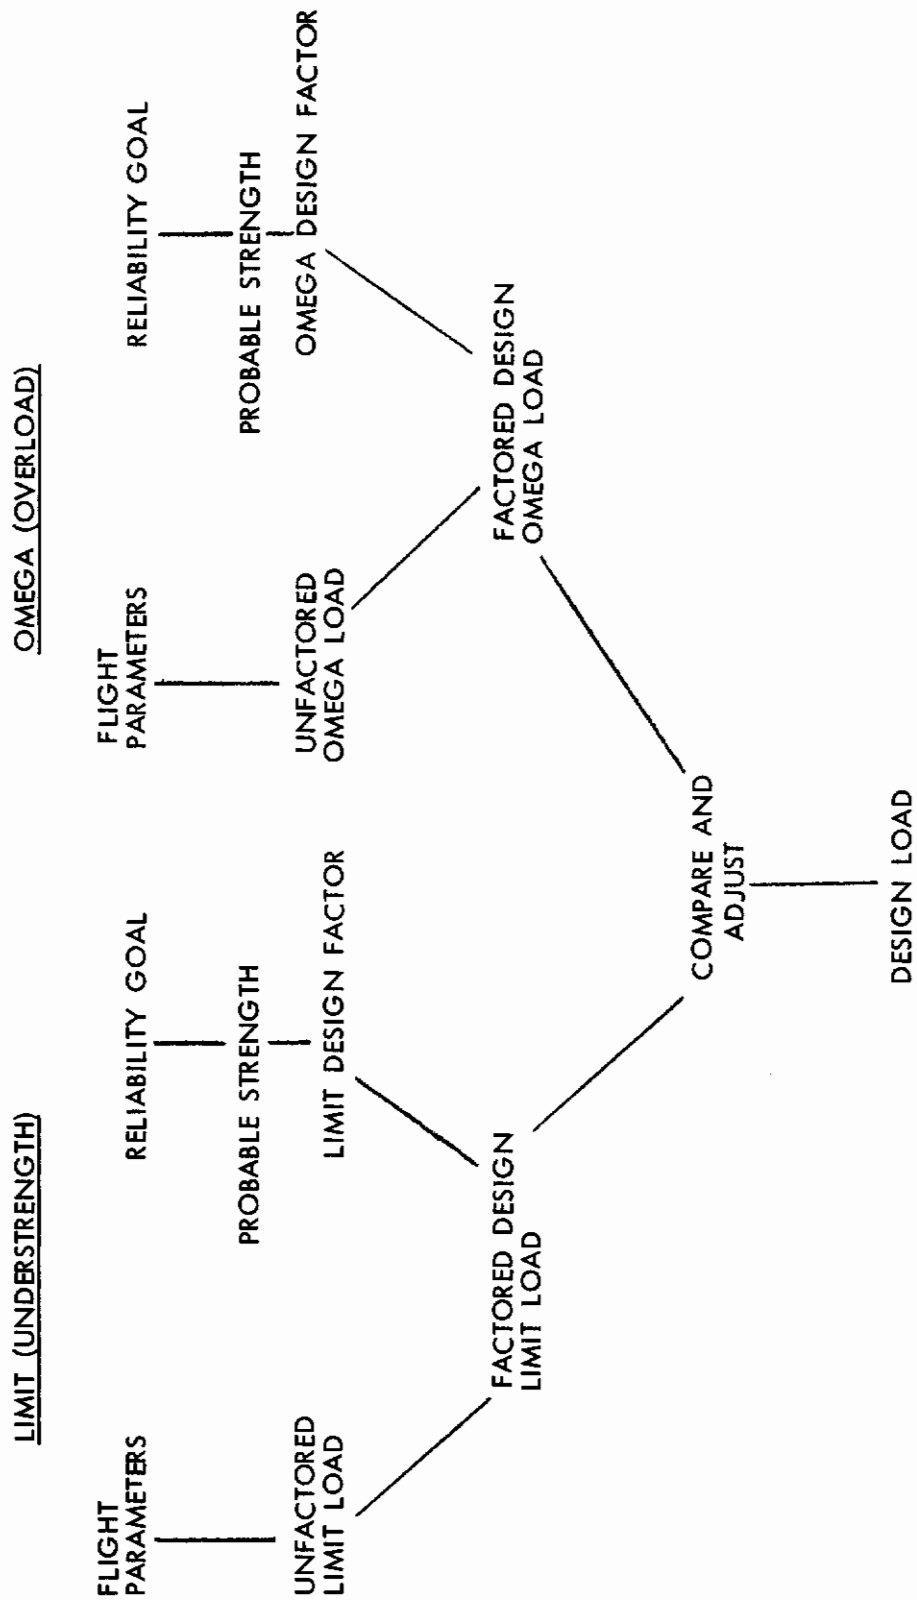 LIMIT (UNDERSTRENGTH)
FLIGHT
PARAMETERS
RELIABILITY GOAL
PROBABLE STRENGTH
UNFACTORED
LIMIT LOAD
LIMIT DESIGN FACTOR
FACTORED DESIGN
LIMIT LOAD
OMEGA (OVERLOAD)
FLIGHT
PARAMETERS
RELIABILITY GOAL
PROBABLE STRENGTH
UNFACTORED
OMEGA LOAD
OMEGA DESIGN FACTOR
FACTORED DESIGN
OMEGA LOAD
COMPARE AND
ADJUST
DESIGN LOAD